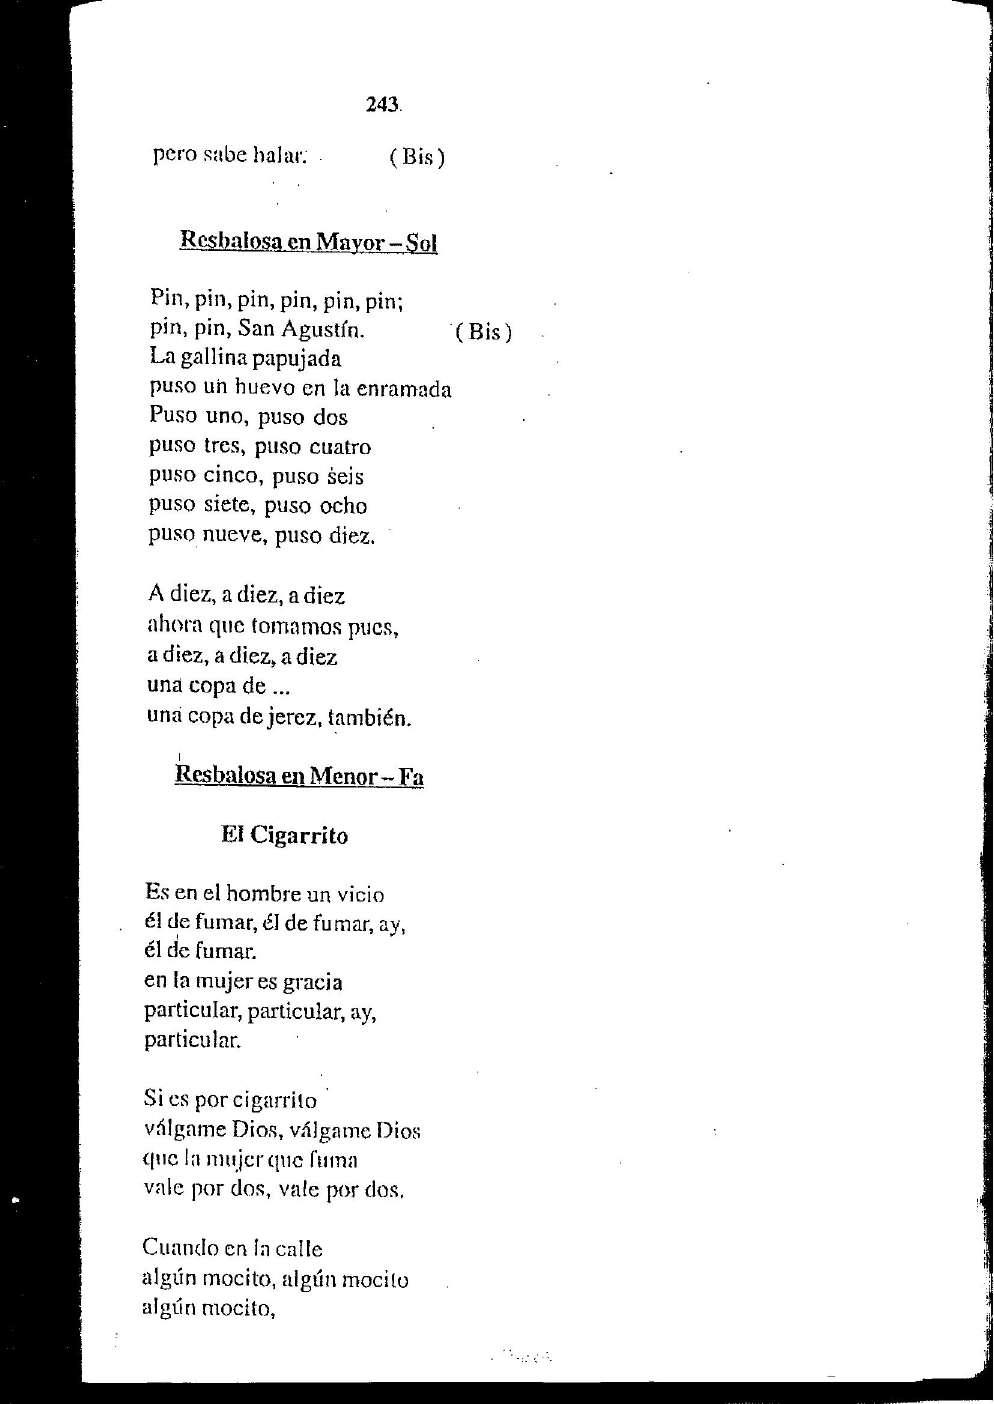 243.
pero sabe halar. (Bis)
Resbalosa en Mayor – Sol
Pin, pin, pin, pin, pin, pin;
pin, pin, San Agustín. (Bis)
La gallina papujada
puso un huevo en la enramada
Puso uno, puso dos
puso tres, puso cuatro
puso cinco, puso seis
puso siete, puso ocho
puso nueve, puso diez.
A diez, a diez, a diez
ahora que tomamos pues,
a diez, a diez, a diez
una copa de ...
una copa de jerez, también.
Resbalosa en Menor – Fa
El Cigarrito
Es en el hombre un vicio
él de fumar, él de fumar, ay,
él de fumar.
en la mujer es gracia
particular, particular, ay,
particular.
Si es por cigarrito
válgame Dios, válgame Dios
que la mujer que fuma
vale por dos, vale por dos.
Cuando en la calle
algún mocito, algún mocito
algún mocito,